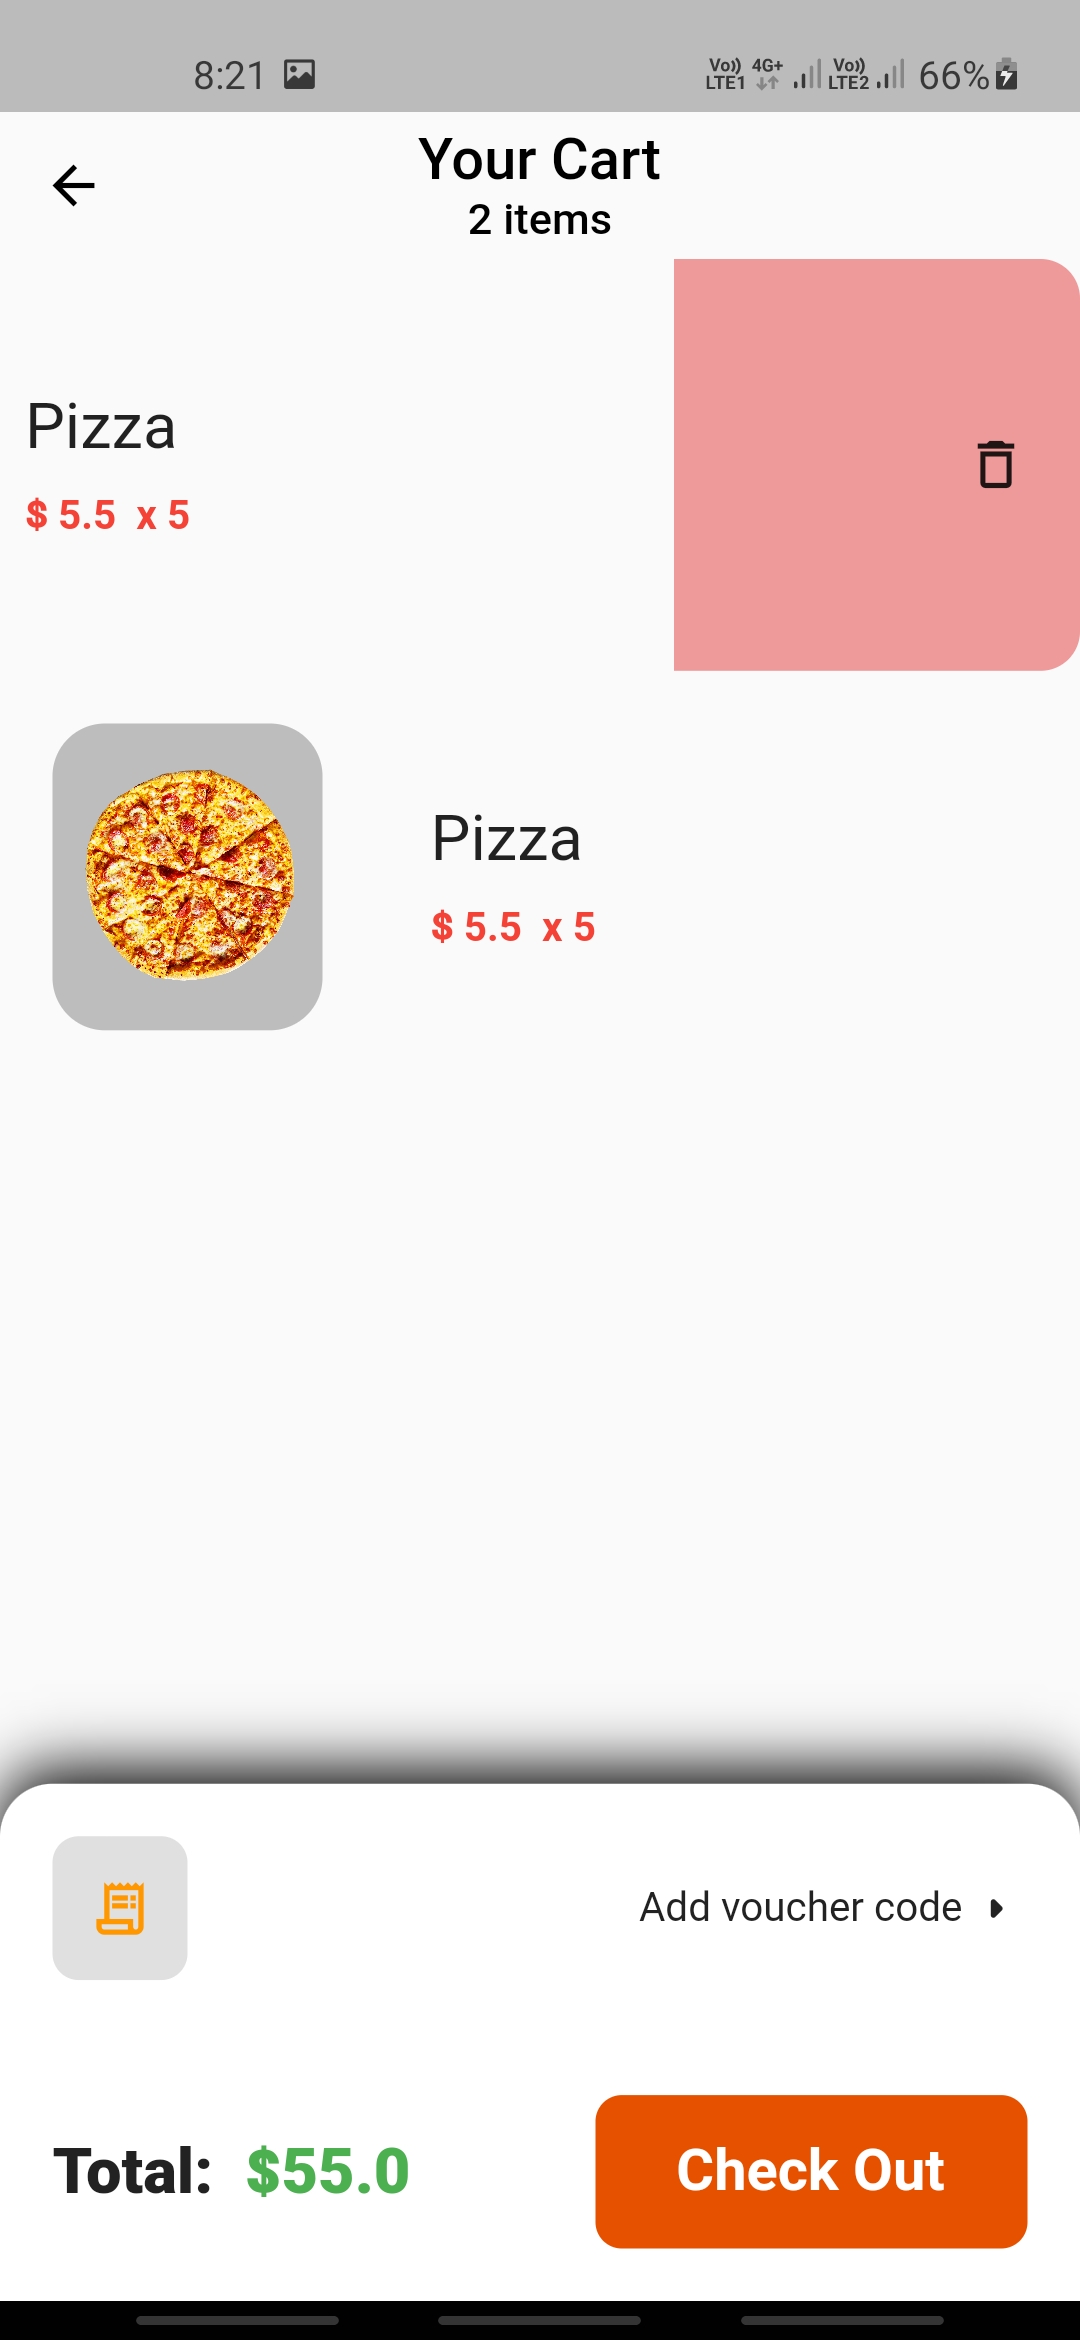 8:21 Vo)) LTE1 4G+ Vo)) LTE2 66%
Your Cart
2 items
Pizza
$ 5.5 x 5
Pizza
$ 5.5 x 5
Add voucher code
Total: $55.0
Check Out